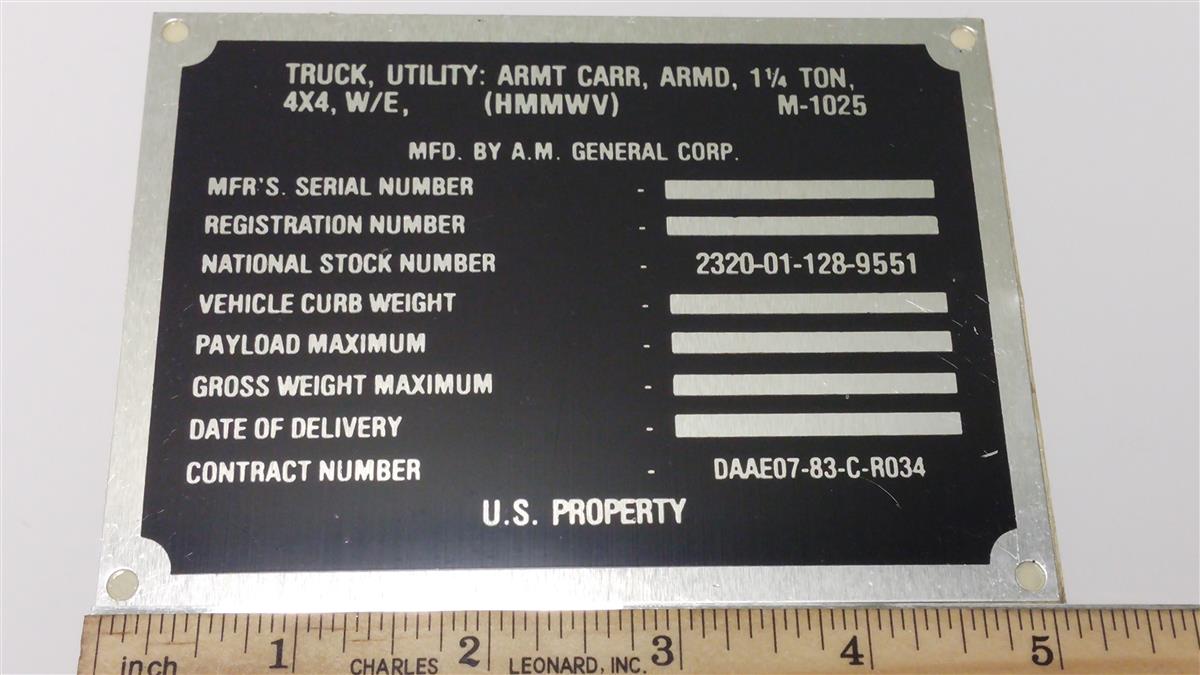 TRUCK, UTILITY: ARMT CARR, ARMD, 1¼ TON,
4X4, W/E, (HMMWV) M-1025
MFD. BY A.M. GENERAL CORP.
MFR'S. SERIAL NUMBER -
REGISTRATION NUMBER -
NATIONAL STOCK NUMBER - 2320-01-128-9551
VEHICLE CURB WEIGHT -
PAYLOAD MAXIMUM -
GROSS WEIGHT MAXIMUM -
DATE OF DELIVERY -
CONTRACT NUMBER - DAAE07-83-C-R034
U.S. PROPERTY
inch 1 CHARLES 2 LEONARD, INC. 3 4 5